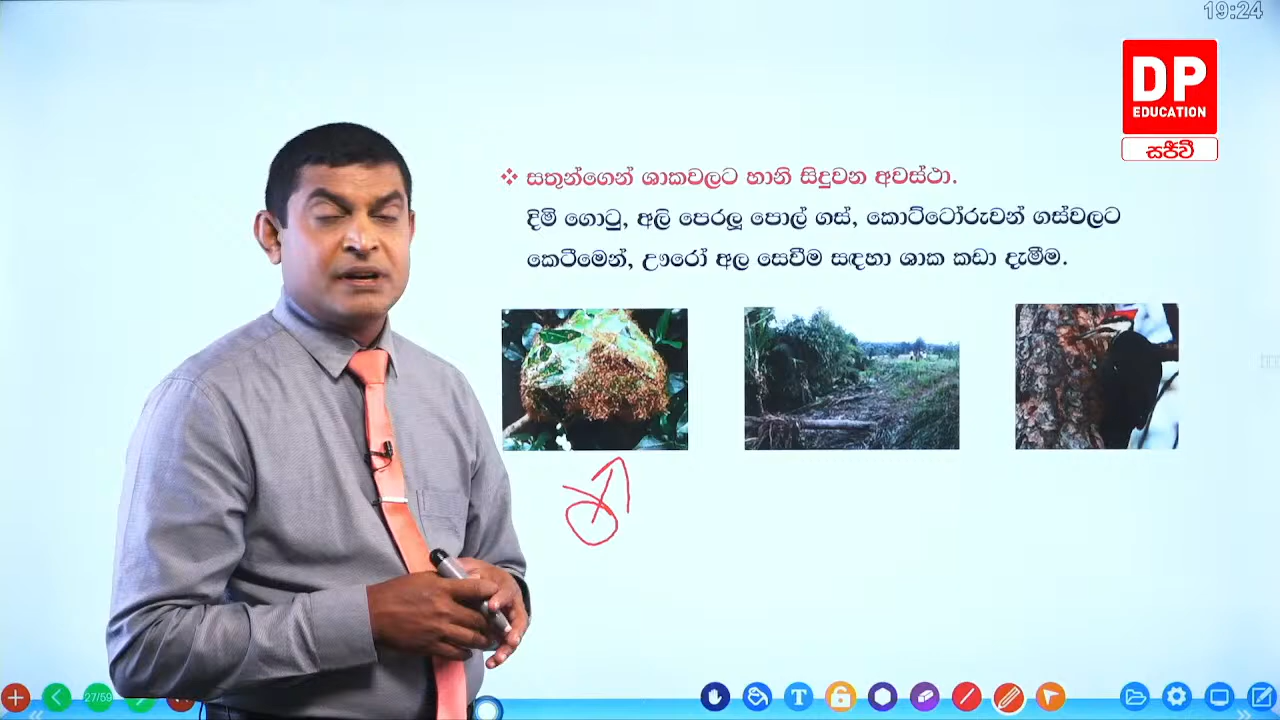 19:24
DP
EDUCATION
සජීවී
❖ සතුන්ගෙන් ශාකවලට හානි සිදුවන අවස්ථා.
දිමි ගොටු, අලි පෙරලූ පොල් ගස්, කොට්ටෝරුවන් ගස්වලට
කෙටීමෙන්, ඌරෝ අල සෙවීම සඳහා ශාක කඩා දැමීම.
27/59